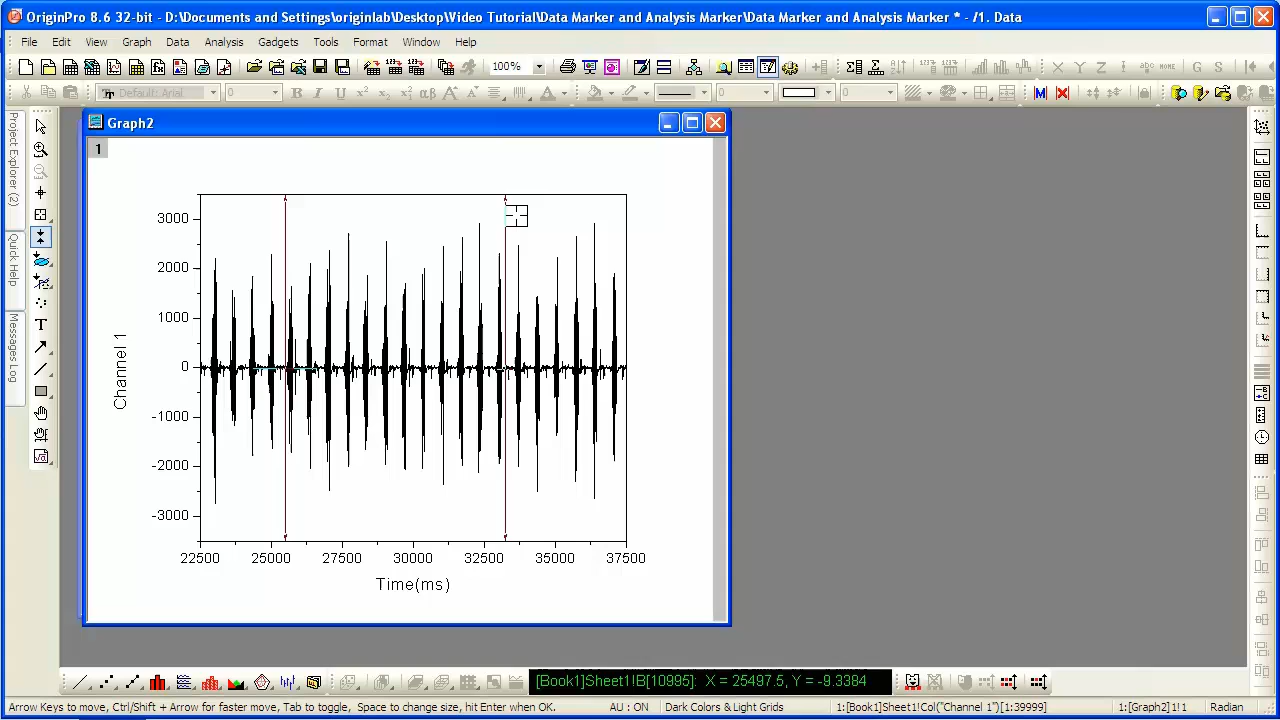 OriginPro 8.6 32-bit - D:\Documents and Settings\originlab\Desktop\Wideo Tutorial\Data Marker and Analysis Marker\Data Marker and Analysis Marker * - /1. Data
File Edit View Graph Data Analysis Gadgets Tools Format Window Help
100%
Default: Arial 0 B I U 0 0
Project Explorer (2)
Quick Help
Messages Log
Graph2
1
3000
2000
1000
0
-1000
-2000
-3000
Channel 1
22500 25000 27500 30000 32500 35000 37500
Time(ms)
[Book1]Sheet1!B[10995]: X = 25497.5, Y = -9.3384
Arrow Keys to move, Ctrl/Shift + Arrow for faster move, Tab to toggle, Space to change size, hit Enter when OK. AU : ON Dark Colors & Light Grids 1:[Book1]Sheet1!Col("Channel 1")[1:39999] 1:[Graph2]1!1 Radian